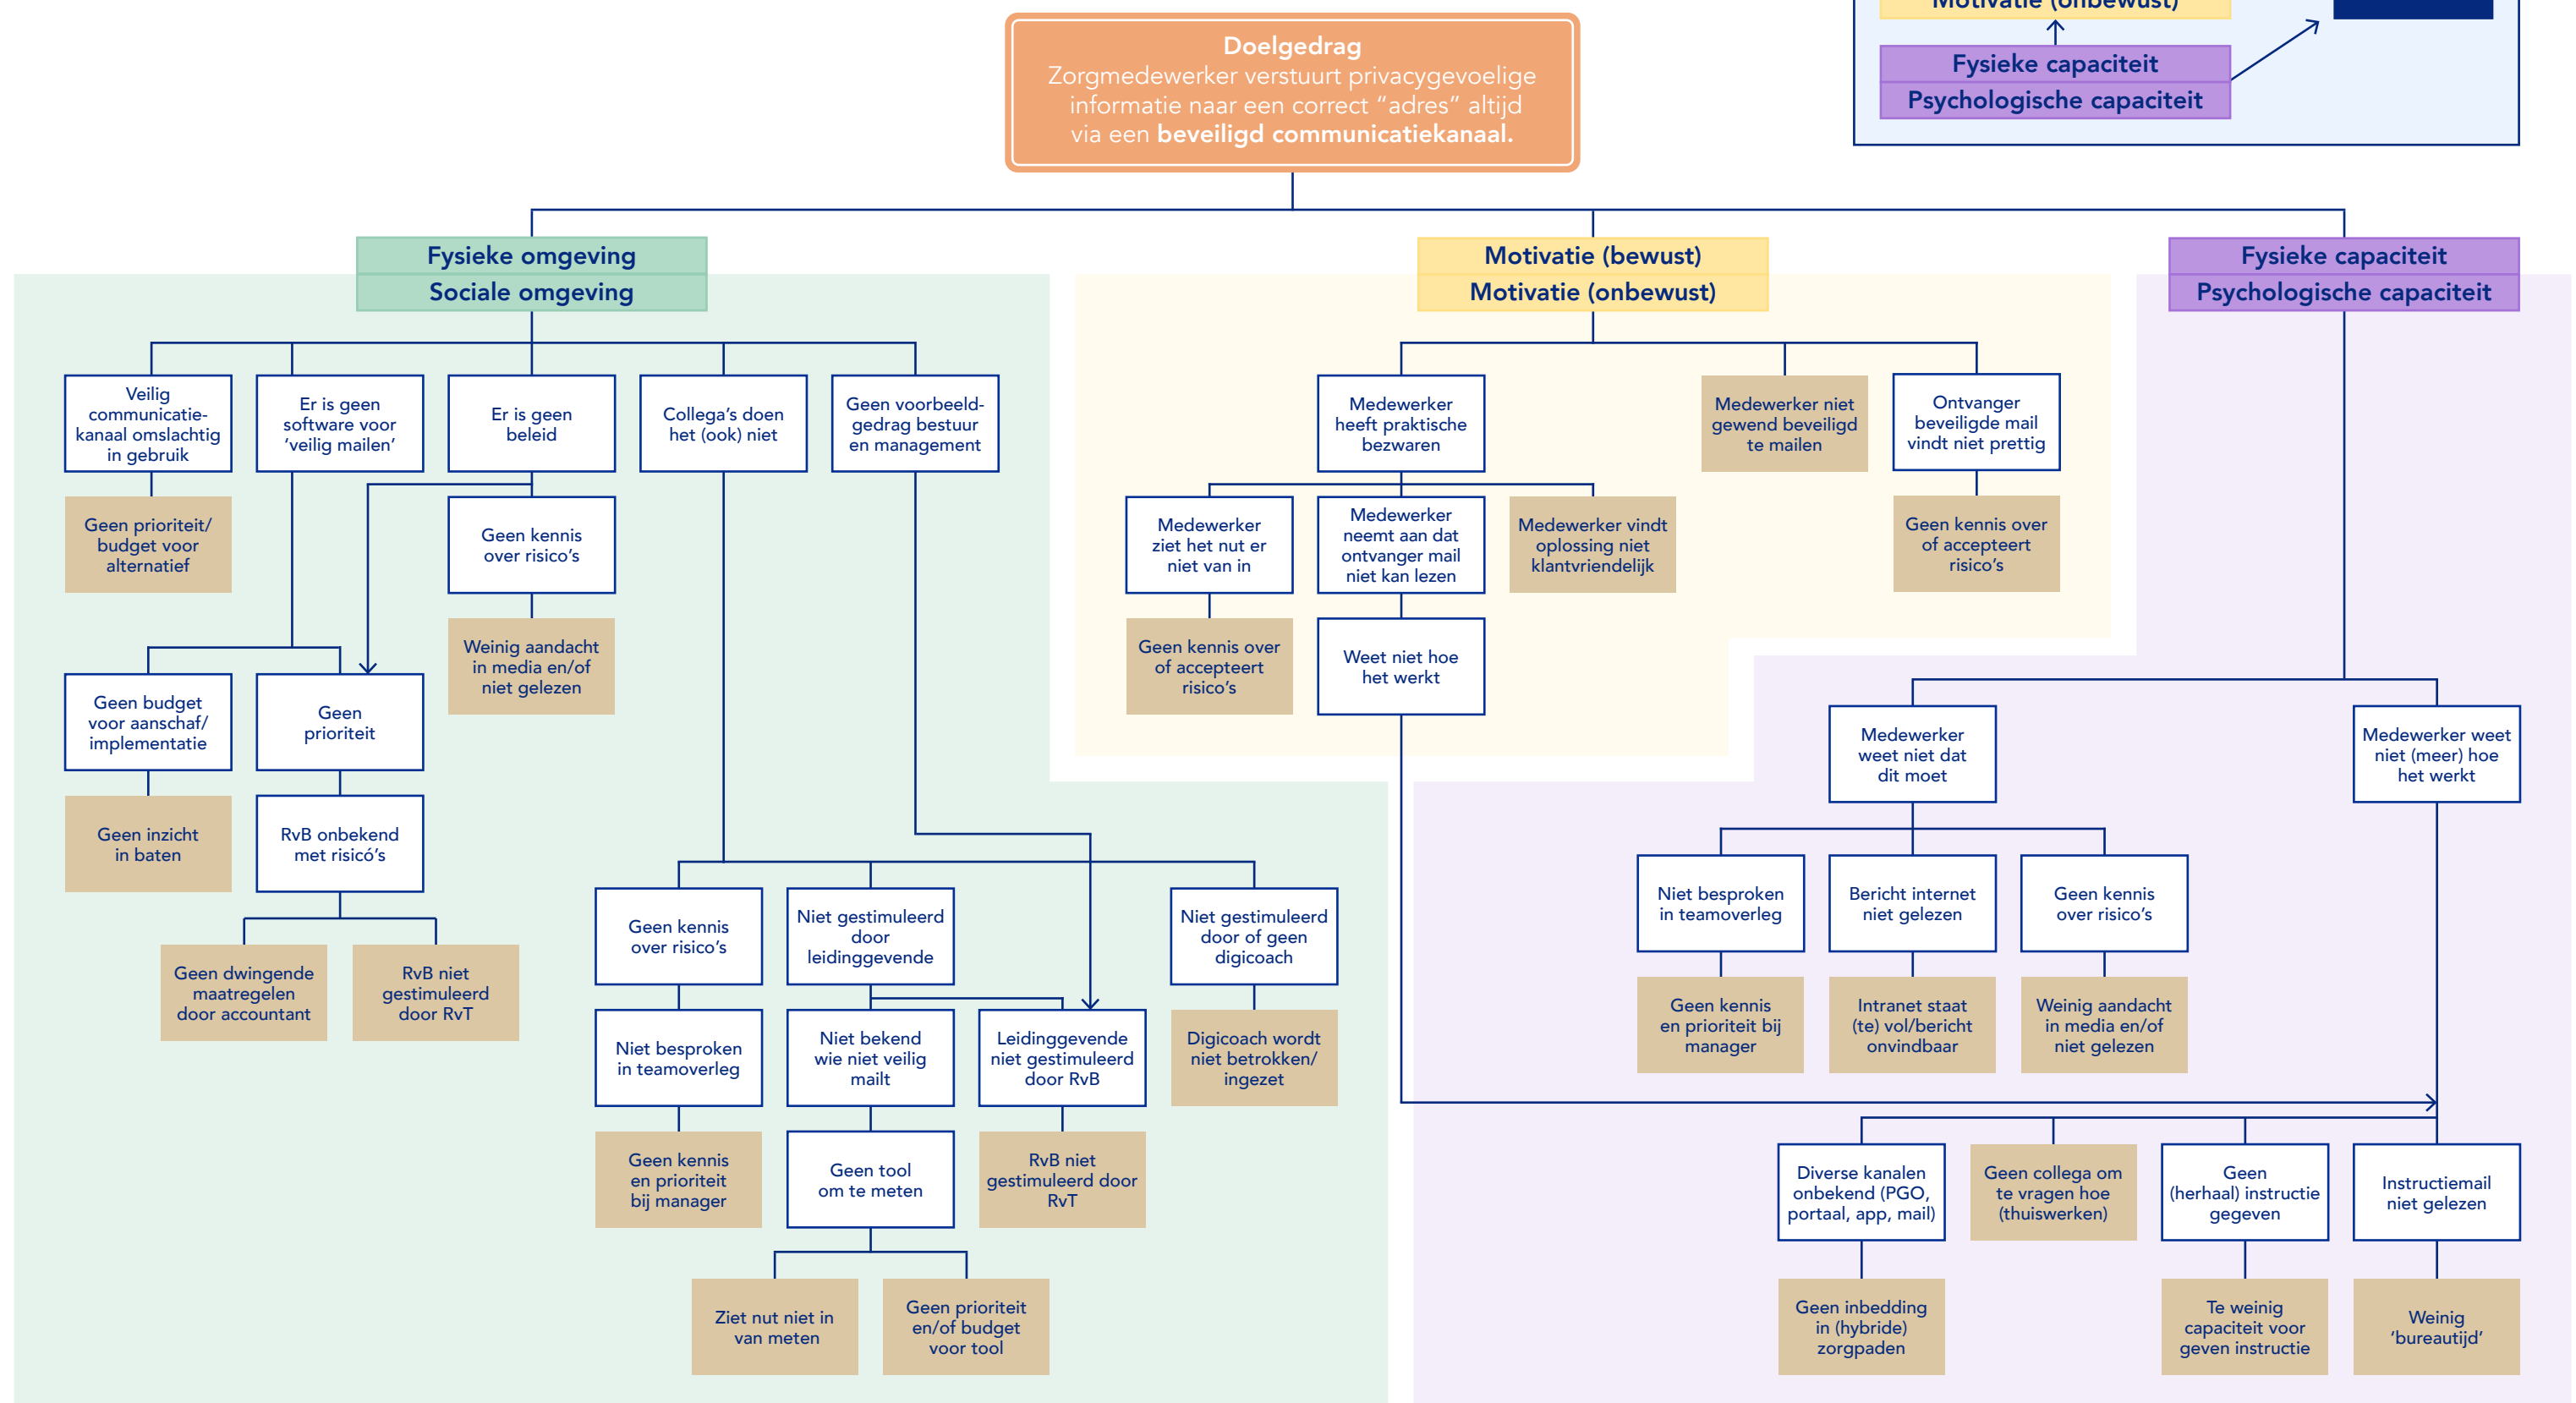 Motivatie (onbewust)
Fysieke capaciteit
Psychologische capaciteit
Doelgedrag
Zorgmedewerker verstuurt privacygevoelige
informatie naar een correct “adres” altijd
via een beveiligd communicatiekanaal.
Fysieke omgeving
Sociale omgeving
Veilig
communicatie-
kanaal omslachtig
in gebruik
Er is geen
software voor
‘veilig mailen’
Er is geen
beleid
Collega’s doen
het (ook) niet
Geen voorbeeld-
gedrag bestuur
en management
Geen prioriteit/
budget voor
alternatief
Geen kennis
over risico’s
Weinig aandacht
in media en/of
niet gelezen
Geen budget
voor aanschaf/
implementatie
Geen
prioriteit
Geen inzicht
in baten
RvB onbekend
met risicó’s
Geen dwingende
maatregelen
door accountant
RvB niet
gestimuleerd
door RvT
Geen kennis
over risico’s
Niet gestimuleerd
door
leidinggevende
Niet gestimuleerd
door of geen
digicoach
Niet besproken
in teamoverleg
Niet bekend
wie niet veilig
mailt
Leidinggevende
niet gestimuleerd
door RvB
Digicoach wordt
niet betrokken/
ingezet
Geen kennis
en prioriteit
bij manager
Geen tool
om te meten
RvB niet
gestimuleerd door
RvT
Ziet nut niet in
van meten
Geen prioriteit
en/of budget
voor tool
Motivatie (bewust)
Motivatie (onbewust)
Medewerker
heeft praktische
bezwaren
Medewerker niet
gewend beveiligd
te mailen
Ontvanger
beveiligde mail
vindt niet prettig
Medewerker
ziet het nut er
niet van in
Medewerker
neemt aan dat
ontvanger mail
niet kan lezen
Medewerker vindt
oplossing niet
klantvriendelijk
Geen kennis over
of accepteert
risico’s
Geen kennis over
of accepteert
risico’s
Weet niet hoe
het werkt
Fysieke capaciteit
Psychologische capaciteit
Medewerker
weet niet dat
dit moet
Medewerker weet
niet (meer) hoe
het werkt
Niet besproken
in teamoverleg
Bericht internet
niet gelezen
Geen kennis
over risico’s
Geen kennis
en prioriteit bij
manager
Intranet staat
(te) vol/bericht
onvindbaar
Weinig aandacht
in media en/of
niet gelezen
Diverse kanalen
onbekend (PGO,
portaal, app, mail)
Geen collega om
te vragen hoe
(thuiswerken)
Geen
(herhaal) instructie
gegeven
Instructiemail
niet gelezen
Geen inbedding
in (hybride)
zorgpaden
Te weinig
capaciteit voor
geven instructie
Weinig
‘bureautijd’